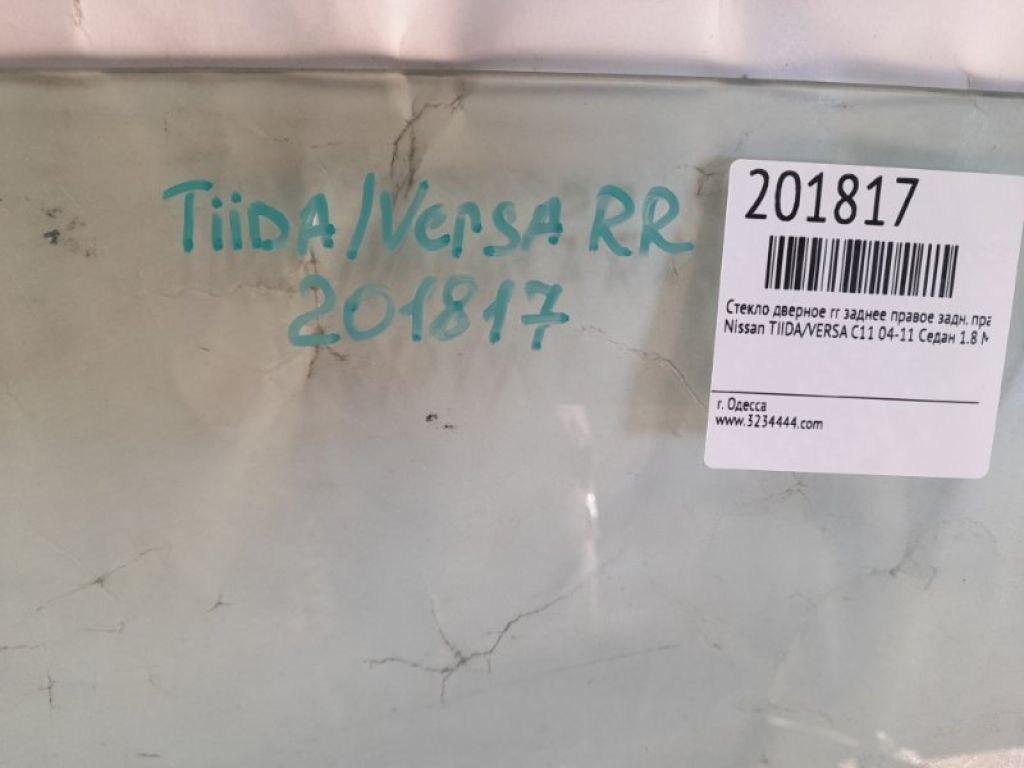 TiiDA/VersA RR
201817
201817
Стекло дверное rr заднее правое задн. пра
Nissan TIIDA/VERSA C11 04-11 Седан 1.8 M
г. Одесса
www.3234444.com